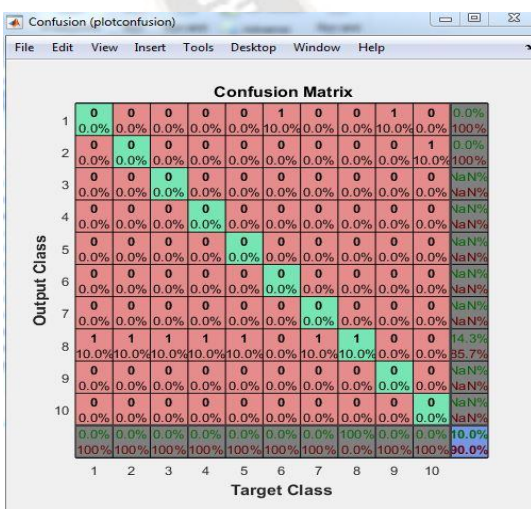 Confusion (plotconfusion)
File Edit View Insert Tools Desktop Window Help
Confusion Matrix
1 0 0 0 0 0 1 0 0 1 0 0.0%
0.0% 0.0% 0.0% 0.0% 0.0% 10.0% 0.0% 0.0% 10.0% 0.0% 100%
2 0 0 0 0 0 0 0 0 0 1 0.0%
0.0% 0.0% 0.0% 0.0% 0.0% 0.0% 0.0% 0.0% 0.0% 10.0% 100%
3 0 0 0 0 0 0 0 0 0 0 NaN%
0.0% 0.0% 0.0% 0.0% 0.0% 0.0% 0.0% 0.0% 0.0% 0.0% NaN%
4 0 0 0 0 0 0 0 0 0 0 NaN%
0.0% 0.0% 0.0% 0.0% 0.0% 0.0% 0.0% 0.0% 0.0% 0.0% NaN%
5 0 0 0 0 0 0 0 0 0 0 NaN%
0.0% 0.0% 0.0% 0.0% 0.0% 0.0% 0.0% 0.0% 0.0% 0.0% NaN%
6 0 0 0 0 0 0 0 0 0 0 NaN%
0.0% 0.0% 0.0% 0.0% 0.0% 0.0% 0.0% 0.0% 0.0% 0.0% NaN%
7 0 0 0 0 0 0 0 0 0 0 NaN%
0.0% 0.0% 0.0% 0.0% 0.0% 0.0% 0.0% 0.0% 0.0% 0.0% NaN%
8 1 1 1 1 1 0 1 1 0 0 14.3%
10.0% 10.0% 10.0% 10.0% 10.0% 0.0% 10.0% 10.0% 0.0% 0.0% 85.7%
9 0 0 0 0 0 0 0 0 0 0 NaN%
0.0% 0.0% 0.0% 0.0% 0.0% 0.0% 0.0% 0.0% 0.0% 0.0% NaN%
10 0 0 0 0 0 0 0 0 0 0 NaN%
0.0% 0.0% 0.0% 0.0% 0.0% 0.0% 0.0% 0.0% 0.0% 0.0% NaN%
0.0% 0.0% 0.0% 0.0% 0.0% 0.0% 0.0% 100% 0.0% 0.0% 10.0%
100% 100% 100% 100% 100% 100% 100% 0.0% 100% 100% 90.0%
1 2 3 4 5 6 7 8 9 10
Output Class
Target Class